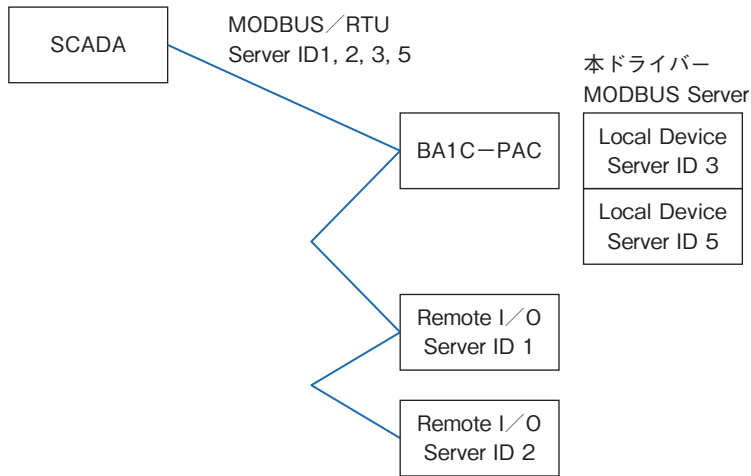 SCADA
MODBUS／RTU
Server ID1, 2, 3, 5
本ドライバー
MODBUS Server
BA1C－PAC
Local Device
Server ID 3
Local Device
Server ID 5
Remote I／O
Server ID 1
Remote I／O
Server ID 2